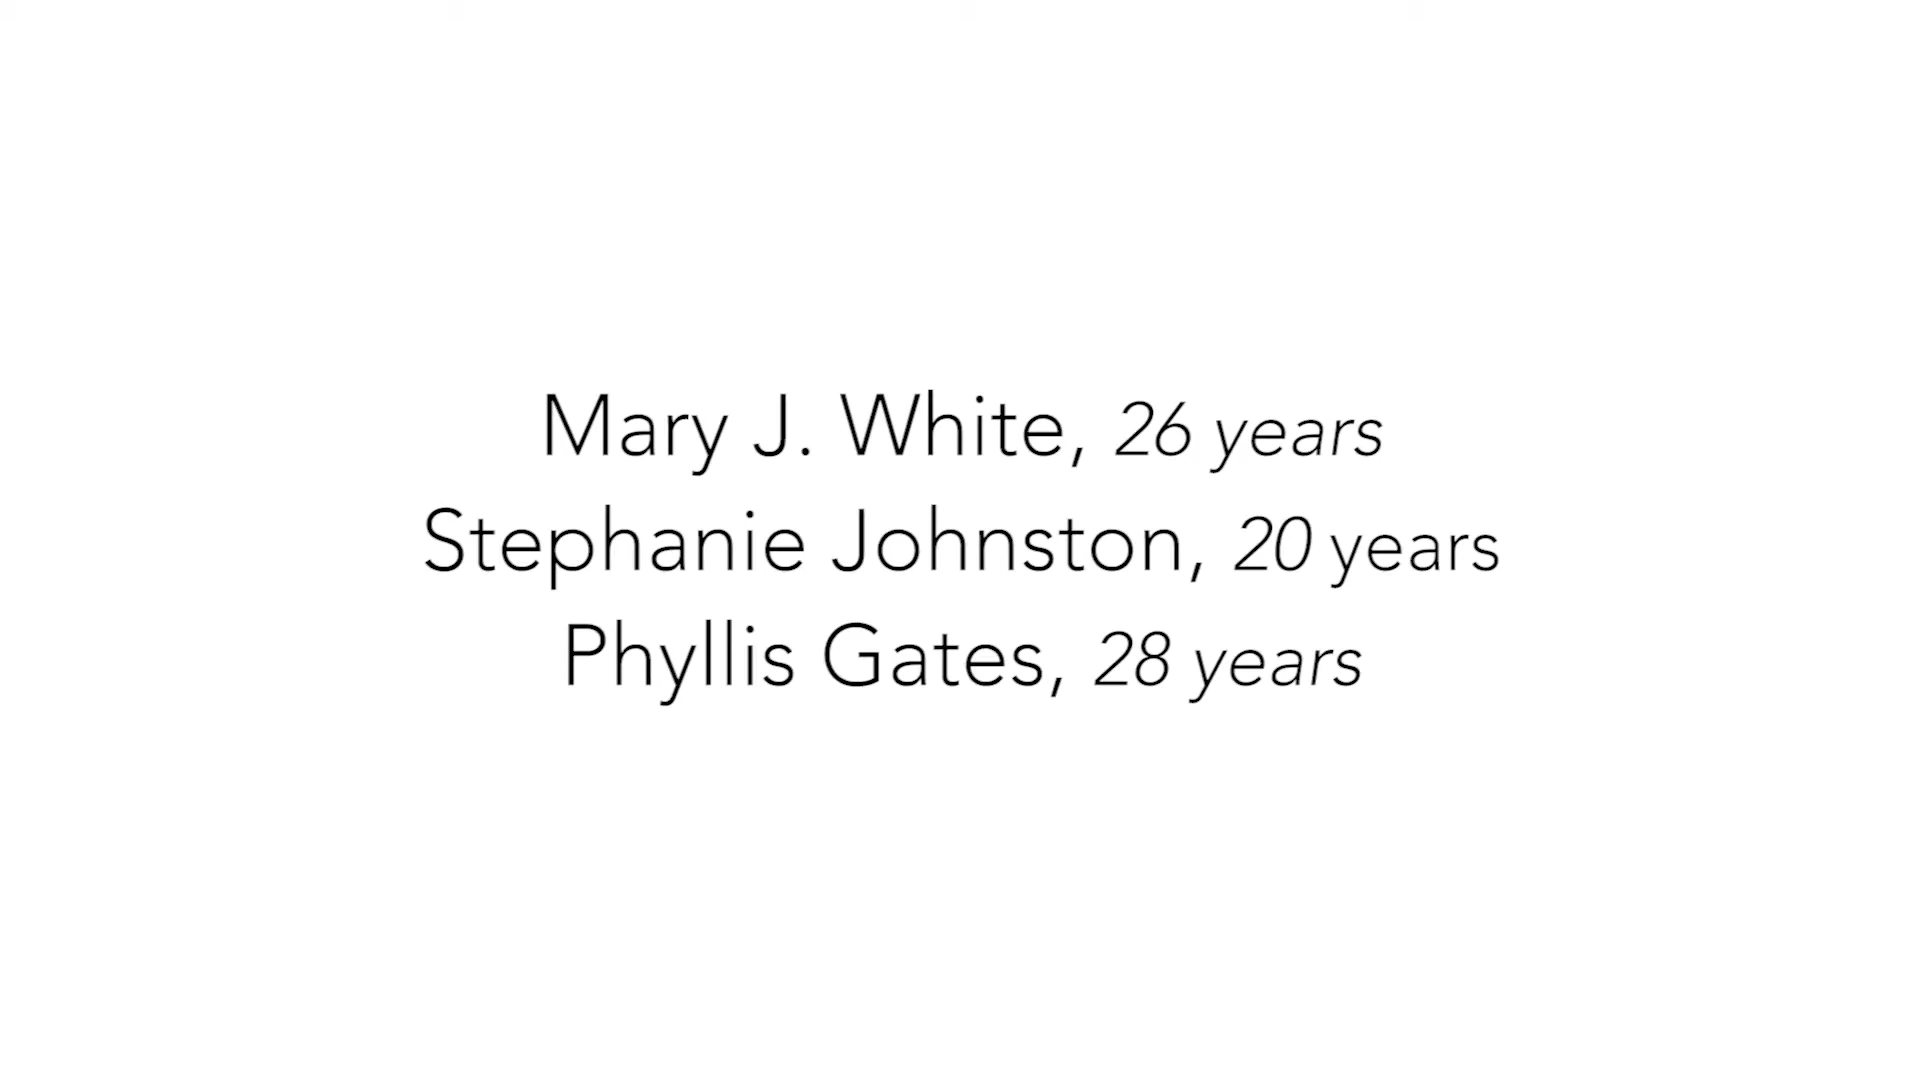 Mary J. White, 26 years
Stephanie Johnston, 20 years
Phyllis Gates, 28 years